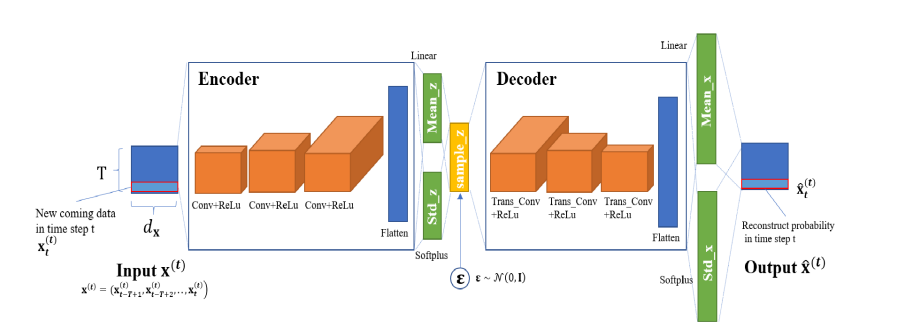 Linear
Linear
Encoder
Decoder
Mean_z
Mean_x
sample_z
T
Conv+ReLu
Conv+ReLu
Conv+ReLu
Trans_Conv
+ReLu
Trans_Conv
+ReLu
Trans_Conv
+ReLu
x̂_t^(t)
New coming data
in time step t
x_t^(t)
d_x
Std_z
Flatten
Flatten
Reconstruct probability
in time step t
Softplus
Std_x
Input x^(t)
x^(t) = (x_{t−T+1}^(t), x_{t−T+2}^(t), . . , x_t^(t))
ε
ε ~ 𝒩(0, I)
Softplus
Output x̂^(t)